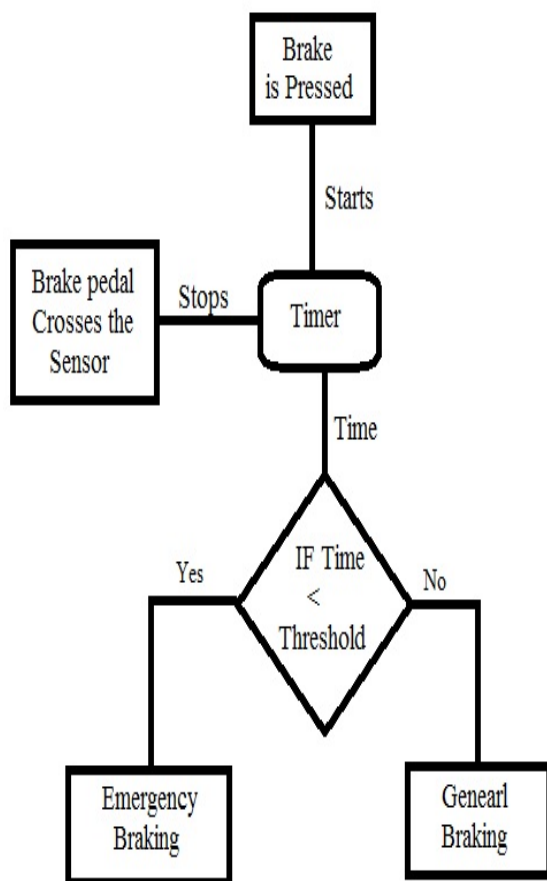 Brake
is Pressed
Starts
Brake pedal
Crosses the
Sensor
Stops
Timer
Time
IF Time
<
Threshold
Yes
No
Emergency
Braking
Genearl
Braking